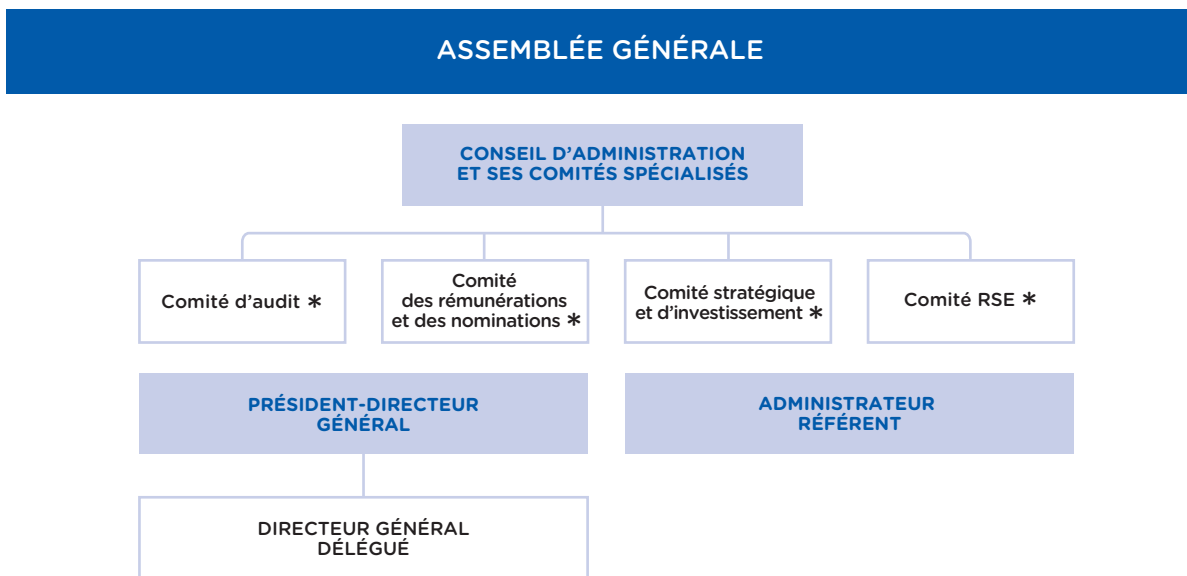 ASSEMBLÉE GÉNÉRALE
CONSEIL D’ADMINISTRATION
ET SES COMITÉS SPÉCIALISÉS
Comité d’audit *
Comité
des rémunérations
et des nominations *
Comité stratégique
et d’investissement *
Comité RSE *
PRÉSIDENT-DIRECTEUR
GÉNÉRAL
ADMINISTRATEUR
RÉFÉRENT
DIRECTEUR GÉNÉRAL
DÉLÉGUÉ